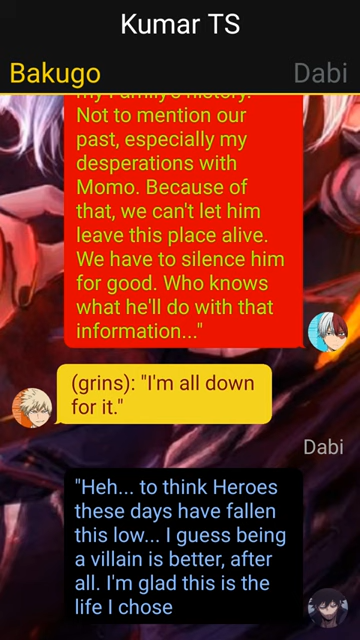 Kumar TS
Bakugo
Dabi
my Family's history.
Not to mention our
past, especially my
desperations with
Momo. Because of
that, we can't let him
leave this place alive.
We have to silence him
for good. Who knows
what he'll do with that
information..."
(grins): "I'm all down
for it."
Dabi
"Heh... to think Heroes
these days have fallen
this low... I guess being
a villain is better, after
all. I'm glad this is the
life I chose